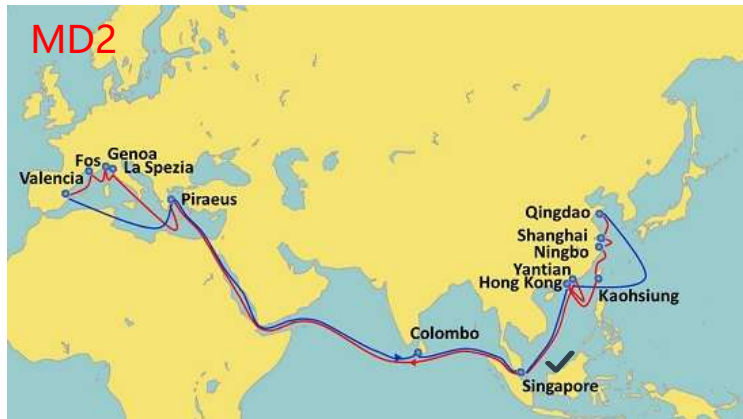 MD2
Fos
Genoa
La Spezia
Valencia
Piraeus
Qingdao
Shanghai
Ningbo
Yantian
Hong Kong
Kaohsiung
Colombo
Singapore